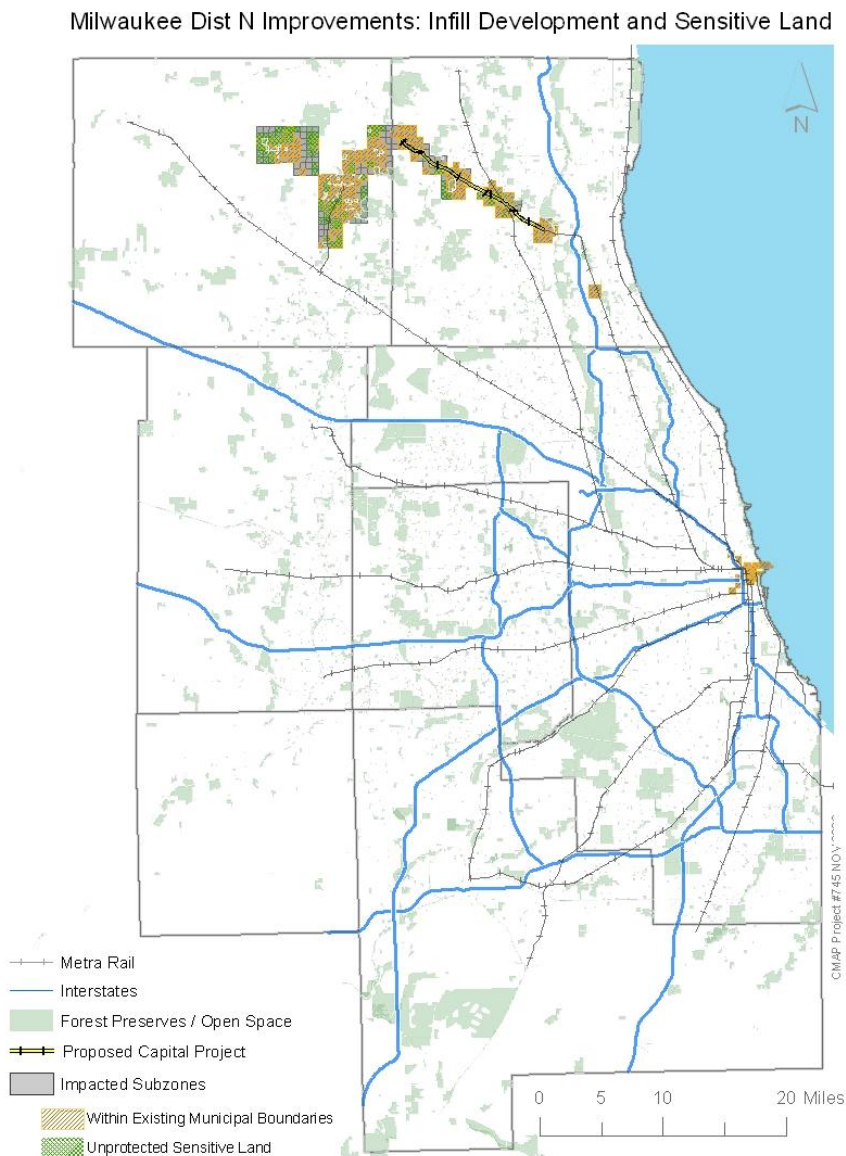 Milwaukee Dist N Improvements: Infill Development and Sensitive Land
N
CMAP Project #745 NOV
Metra Rail
Interstates
Forest Preserves / Open Space
Proposed Capital Project
Impacted Subzones
Within Existing Municipal Boundaries
Unprotected Sensitive Land
0 5 10 20 Miles